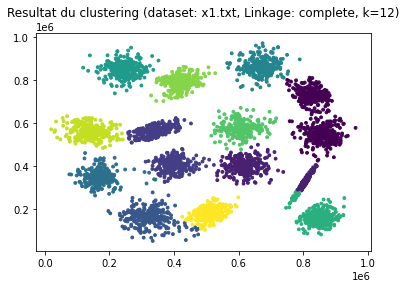 Resultat du clustering (dataset: x1.txt, Linkage: complete, k=12)
1e6
1.0
0.8
0.6
0.4
0.2
0.0 0.2 0.4 0.6 0.8 1.0
1e6